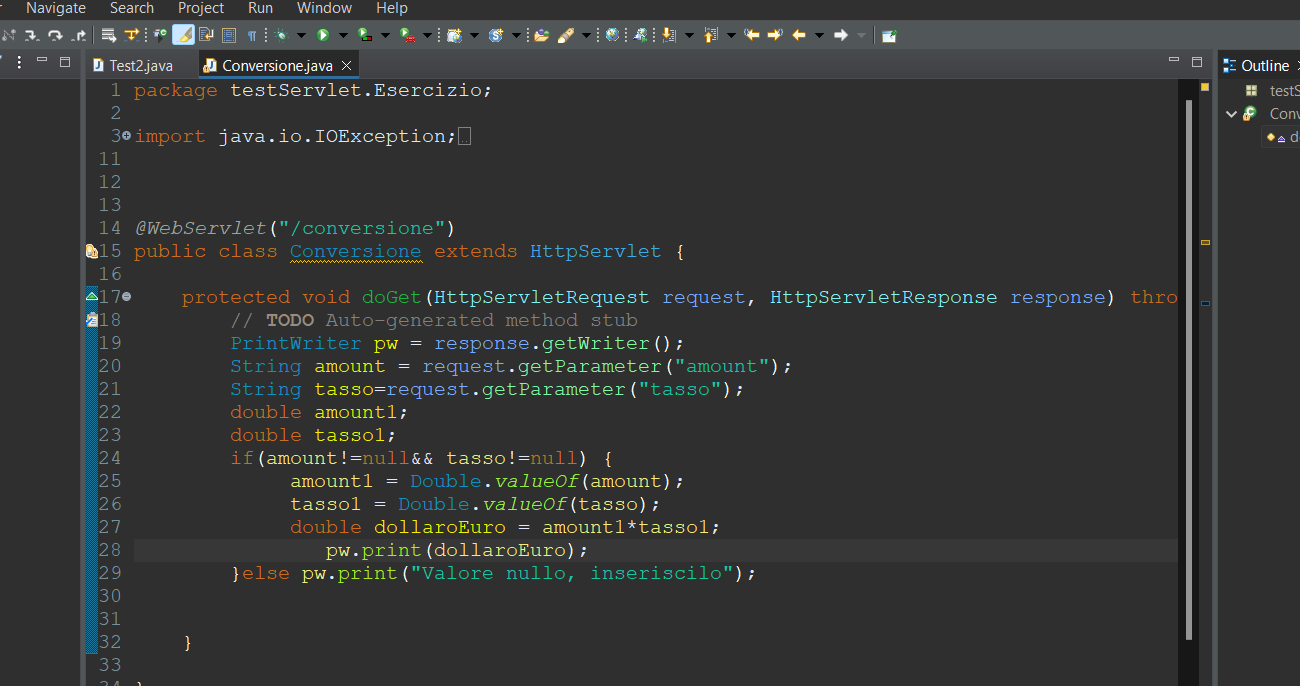 Navigate Search Project Run Window Help
Test2.java Conversione.java
Outline
1 package testServlet.Esercizio;
2
3 import java.io.IOException;
11
12
13
14 @WebServlet("/conversione")
15 public class Conversione extends HttpServlet {
16
17 protected void doGet(HttpServletRequest request, HttpServletResponse response) thro
18 // TODO Auto-generated method stub
19 PrintWriter pw = response.getWriter();
20 String amount = request.getParameter("amount");
21 String tasso=request.getParameter("tasso");
22 double amount1;
23 double tasso1;
24 if(amount!=null&& tasso!=null) {
25 amount1 = Double.valueOf(amount);
26 tasso1 = Double.valueOf(tasso);
27 double dollaroEuro = amount1*tasso1;
28 pw.print(dollaroEuro);
29 }else pw.print("Valore nullo, inseriscilo");
30
31
32 }
33
testS
Conv
d